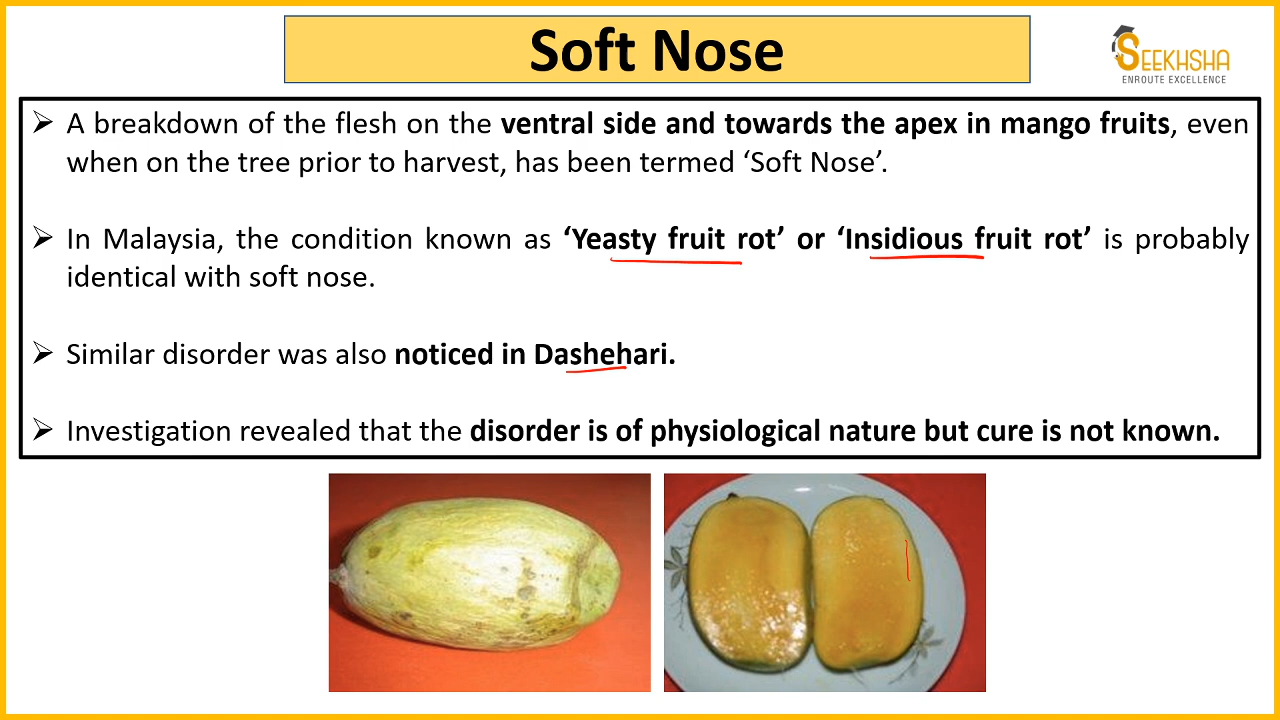 Soft Nose
SEEKHSHA
ENROUTE EXCELLENCE
➢ A breakdown of the flesh on the ventral side and towards the apex in mango fruits, even
when on the tree prior to harvest, has been termed ‘Soft Nose’.
➢ In Malaysia, the condition known as ‘Yeasty fruit rot’ or ‘Insidious fruit rot’ is probably
identical with soft nose.
➢ Similar disorder was also noticed in Dashehari.
➢ Investigation revealed that the disorder is of physiological nature but cure is not known.